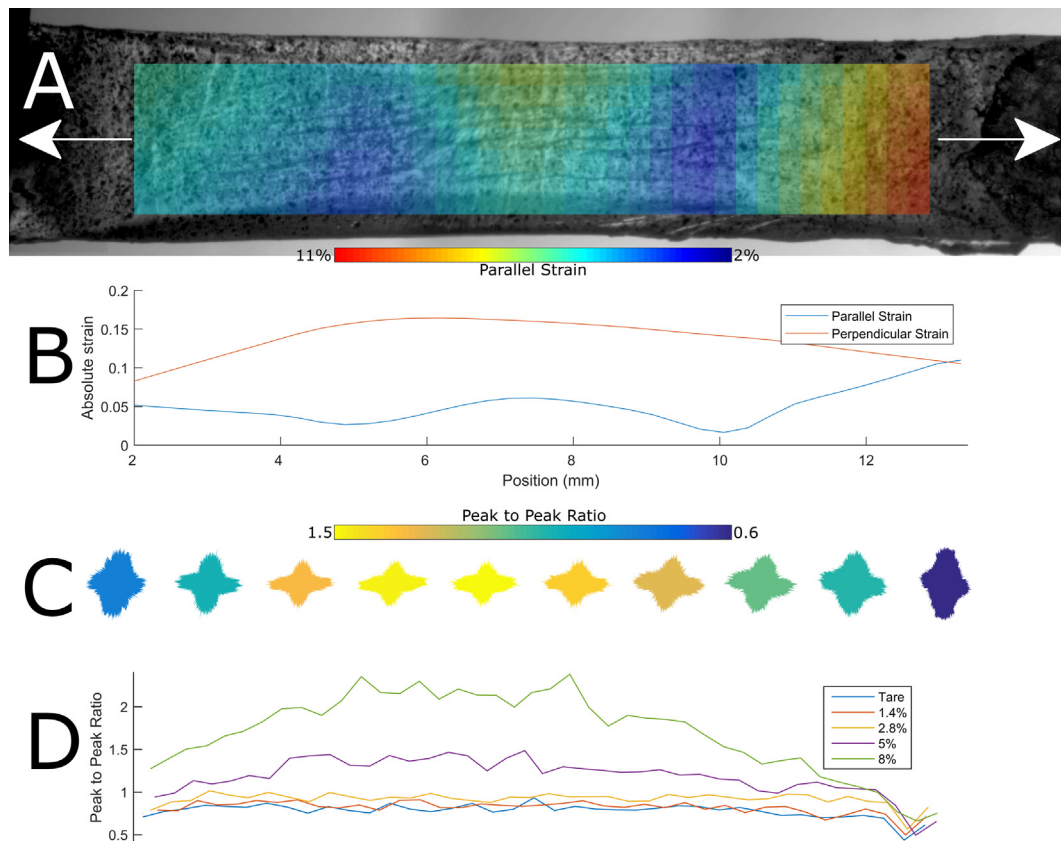 A
11%
2%
Parallel Strain
B
Absolute strain
0.2
0.15
0.1
0.05
0
2
4
6
8
10
12
Position (mm)
Parallel Strain
Perpendicular Strain
Peak to Peak Ratio
1.5
0.6
C
D
Peak to Peak Ratio
2
1.5
1
0.5
Tare
1.4%
2.8%
5%
8%